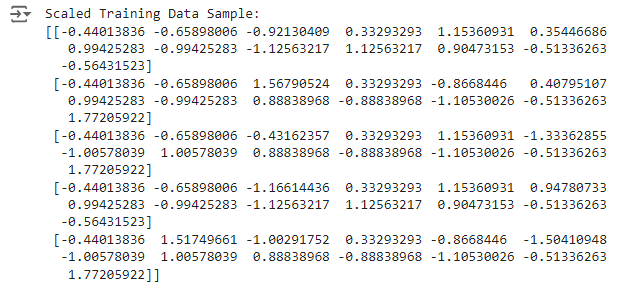 Scaled Training Data Sample:
[[-0.44013836 -0.65898006 -0.92130409 0.33293293 1.15360931 0.35446686
0.99425283 -0.99425283 -1.12563217 1.12563217 0.90473153 -0.51336263
-0.56431523]
[-0.44013836 -0.65898006 1.56790524 0.33293293 -0.8668446 0.40795107
0.99425283 -0.99425283 0.88838968 -0.88838968 -1.10530026 -0.51336263
1.77205922]
[-0.44013836 -0.65898006 -0.43162357 0.33293293 1.15360931 -1.33362855
-1.00578039 1.00578039 0.88838968 -0.88838968 -1.10530026 -0.51336263
1.77205922]
[-0.44013836 -0.65898006 -1.16614436 0.33293293 1.15360931 0.94780733
0.99425283 -0.99425283 -1.12563217 1.12563217 0.90473153 -0.51336263
-0.56431523]
[-0.44013836 1.51749661 -1.00291752 0.33293293 -0.8668446 -1.50410948
-1.00578039 1.00578039 0.88838968 -0.88838968 -1.10530026 -0.51336263
1.77205922]]